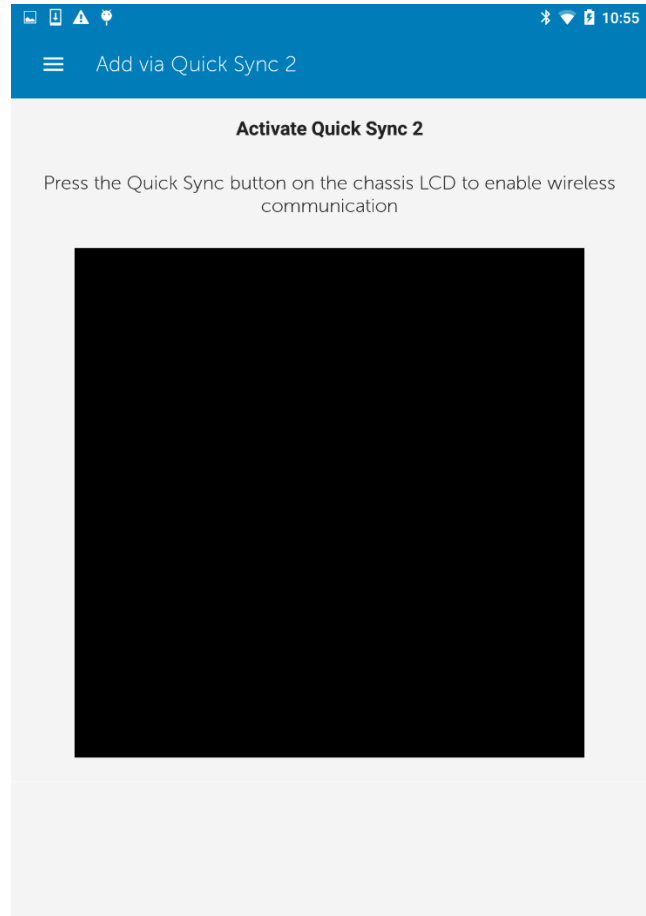 10:55
Add via Quick Sync 2
Activate Quick Sync 2
Press the Quick Sync button on the chassis LCD to enable wireless
communication